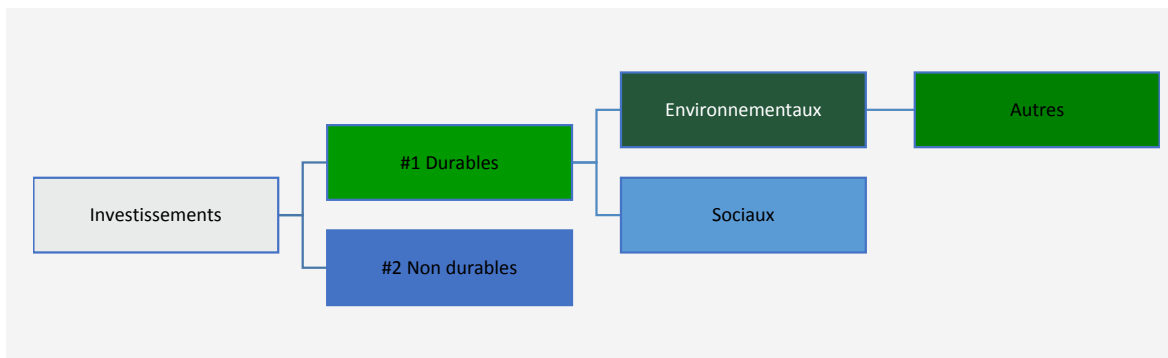 Environnementaux
Autres
#1 Durables
Investissements
Sociaux
#2 Non durables